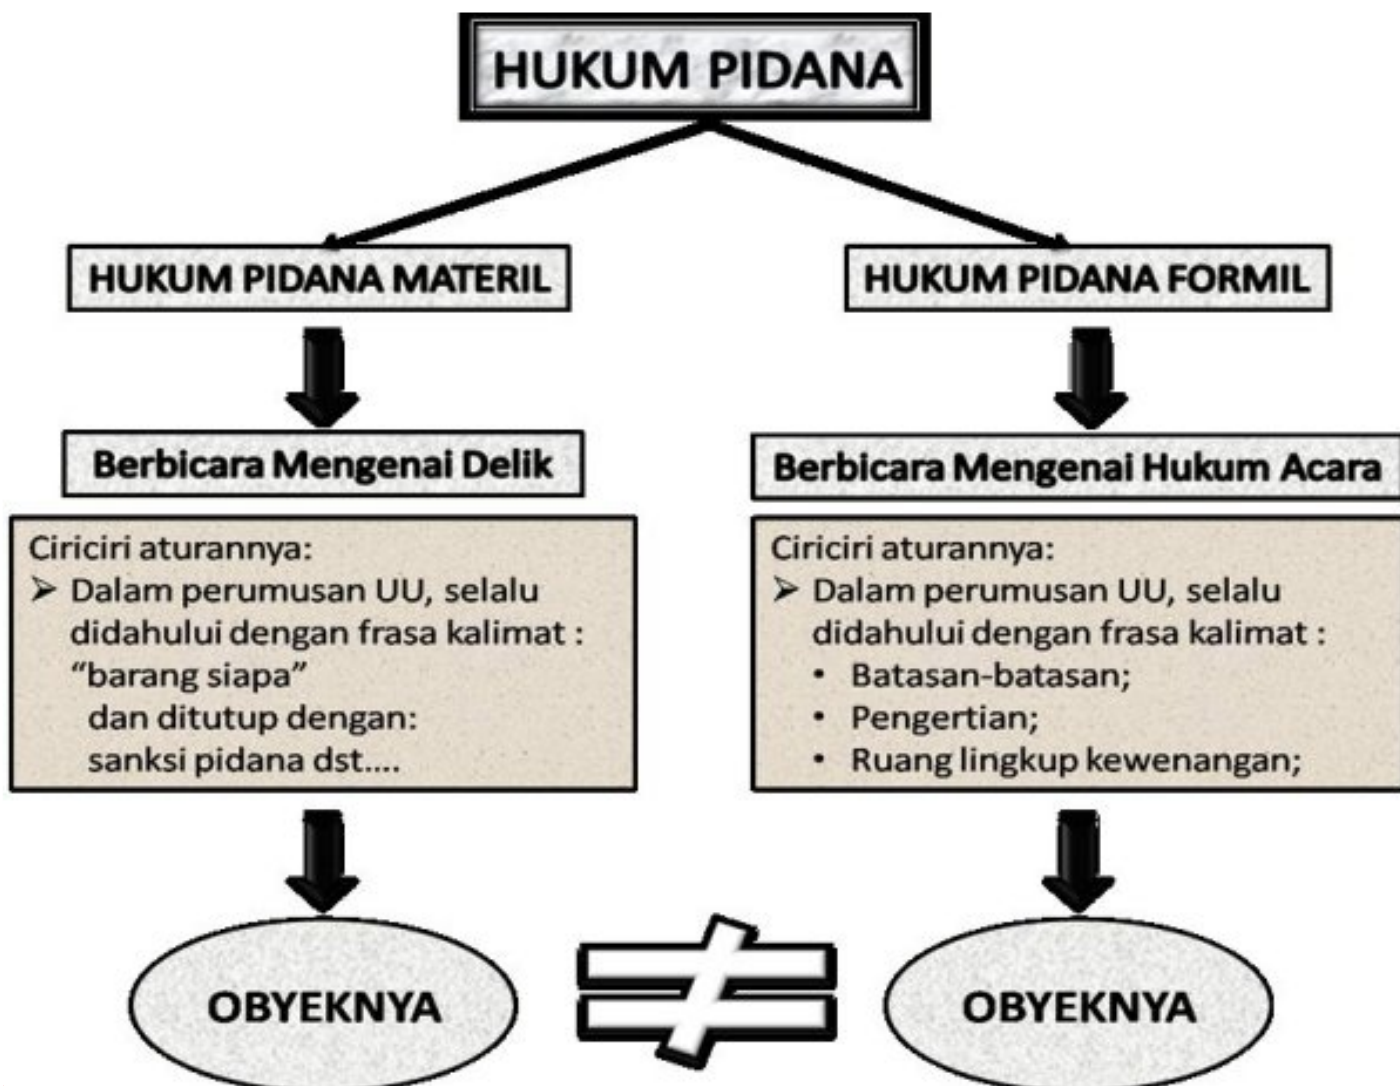 HUKUM PIDANA
HUKUM PIDANA MATERIL
Berbicara Mengenai Delik
Ciriciri aturannya:
➢ Dalam perumusan UU, selalu
didahului dengan frasa kalimat :
“barang siapa”
dan ditutup dengan:
sanksi pidana dst....
OBYEKNYA
≠
HUKUM PIDANA FORMIL
Berbicara Mengenai Hukum Acara
Ciriciri aturannya:
➢ Dalam perumusan UU, selalu
didahului dengan frasa kalimat :
• Batasan-batasan;
• Pengertian;
• Ruang lingkup kewenangan;
OBYEKNYA